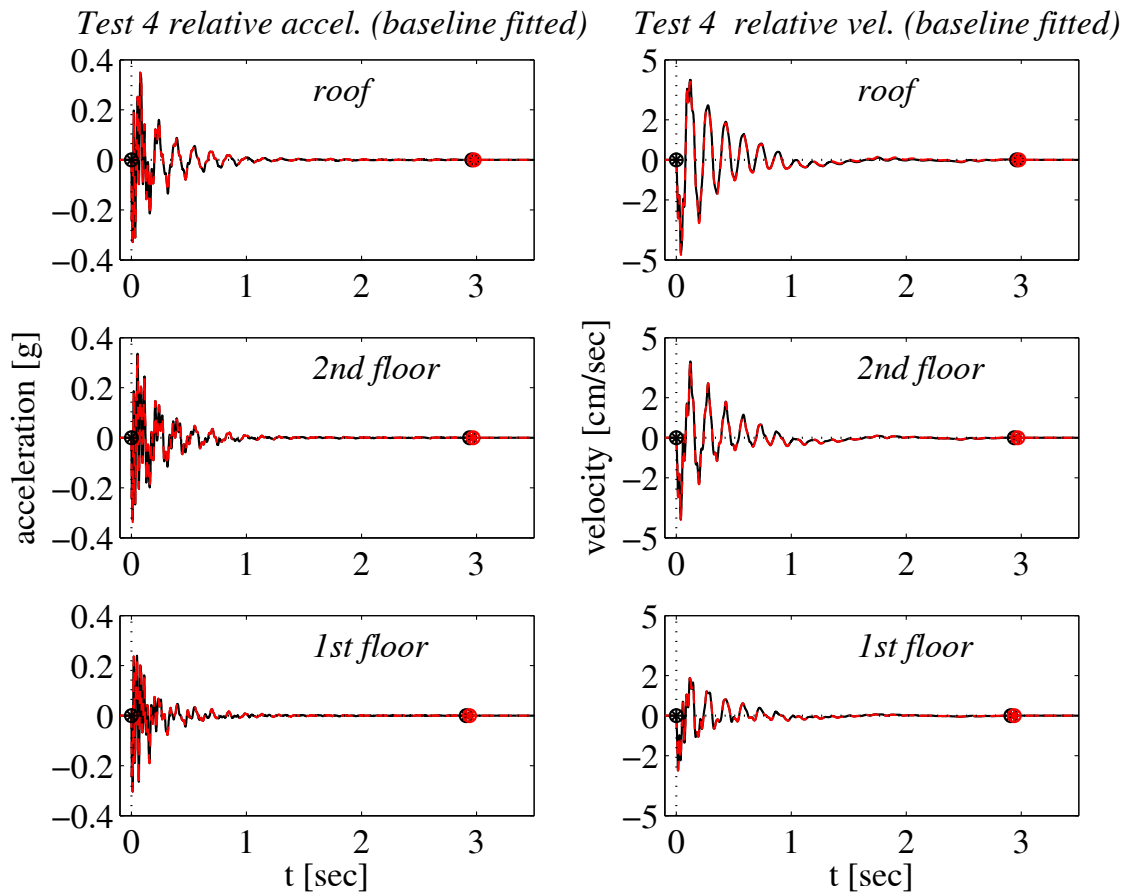 Test 4 relative accel. (baseline fitted)
0.4
0.2
0
−0.2
−0.4
roof
0 1 2 3
acceleration [g]
0.4
0.2
0
−0.2
−0.4
2nd floor
0 1 2 3
0.4
0.2
0
−0.2
−0.4
1st floor
0 1 2 3
t [sec]
Test 4  relative vel. (baseline fitted)
5
2
0
−2
−5
roof
0 1 2 3
velocity [cm/sec]
5
2
0
−2
−5
2nd floor
0 1 2 3
5
2
0
−2
−5
1st floor
0 1 2 3
t [sec]